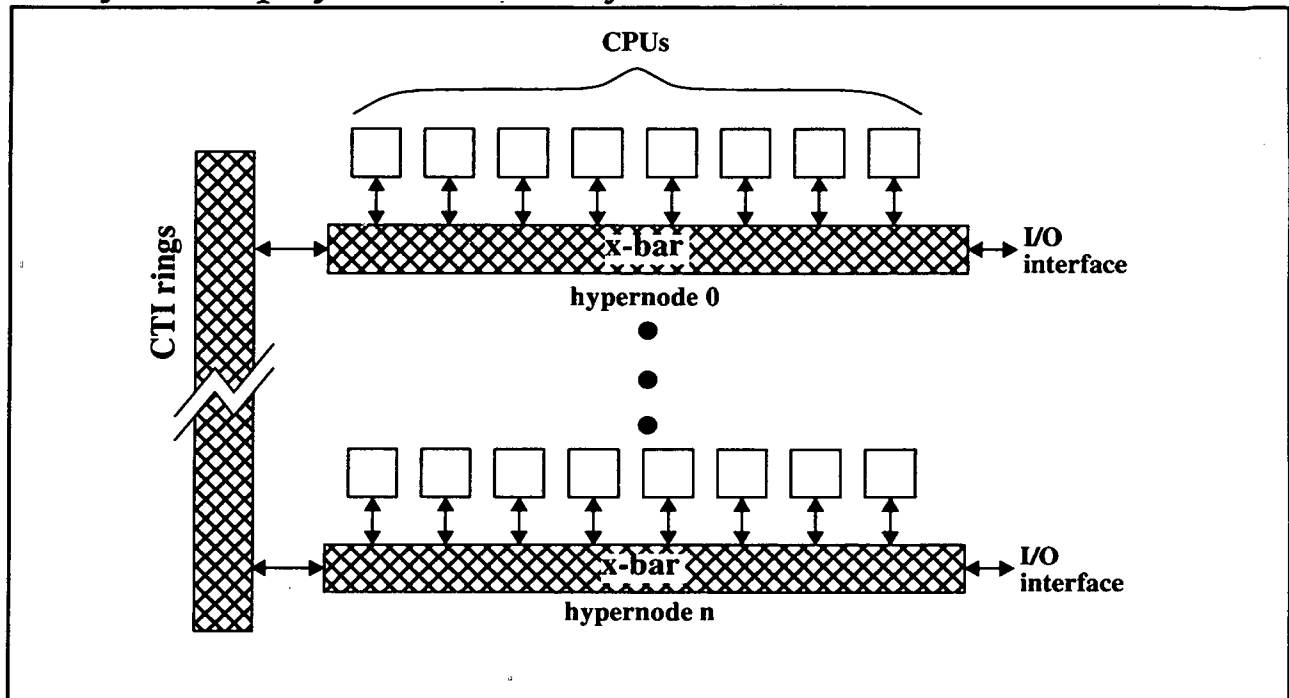 CPUs
CTI rings
x-bar
I/O
interface
hypernode 0
x-bar
I/O
interface
hypernode n